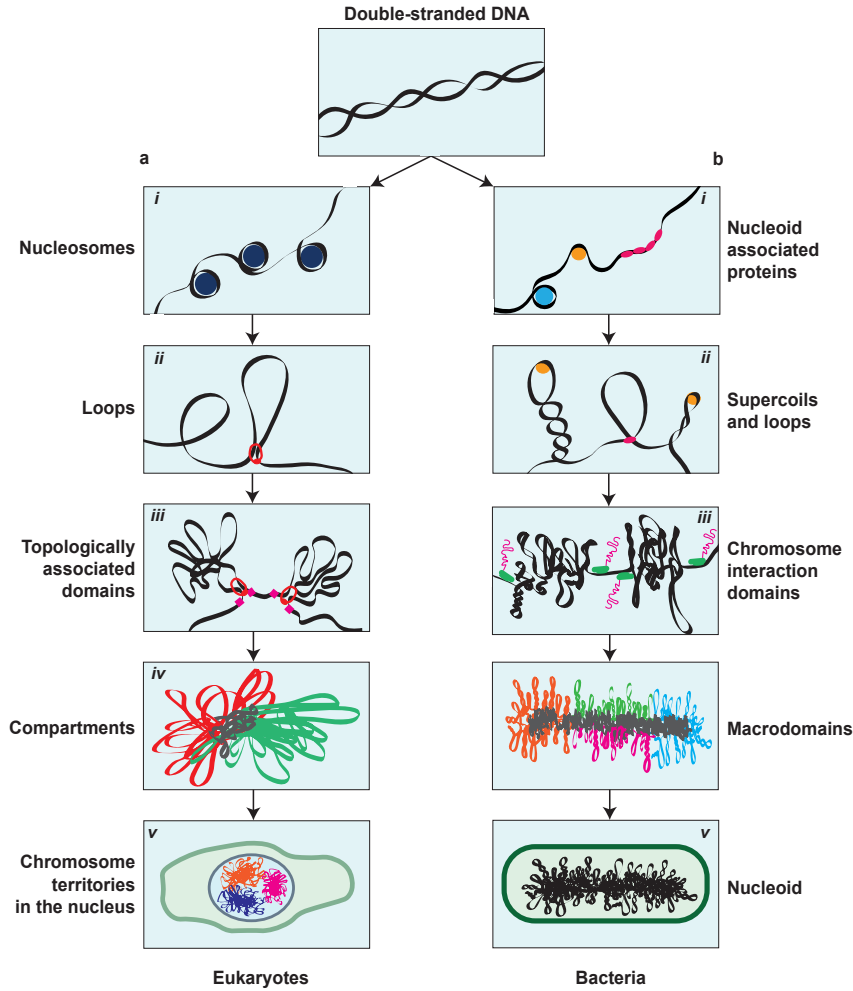 Double-stranded DNA
a
b
i
Nucleosomes
i
Nucleoid
associated
proteins
ii
Loops
ii
Supercoils
and loops
iii
Topologically
associated
domains
iii
Chromosome
interaction
domains
iv
Compartments
Macrodomains
v
Chromosome
territories
in the nucleus
v
Nucleoid
Eukaryotes
Bacteria